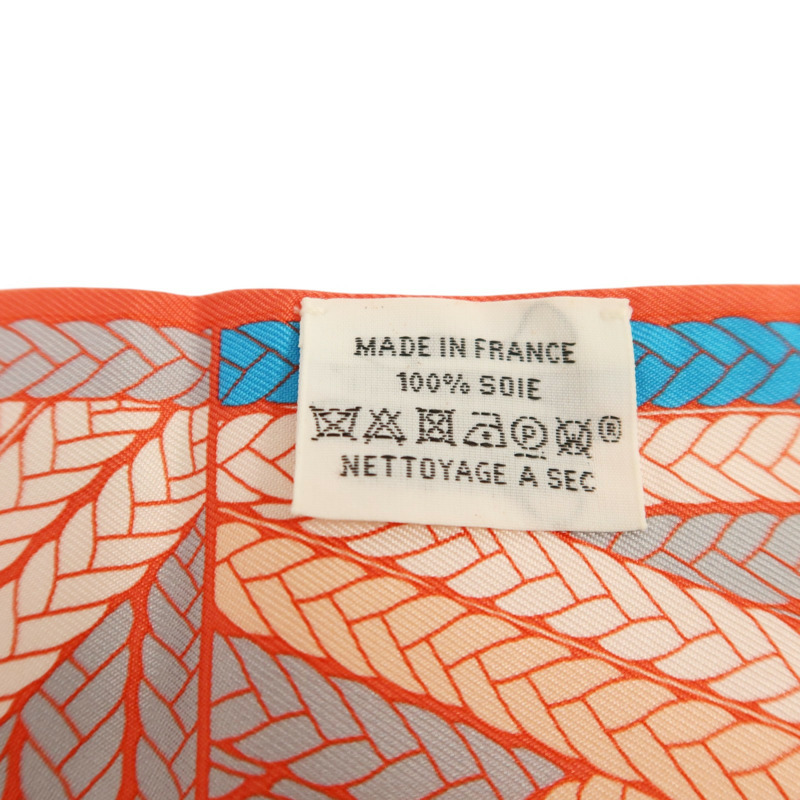 MADE IN FRANCE
100% SOIE
P ®
NETTOYAGE A SEC